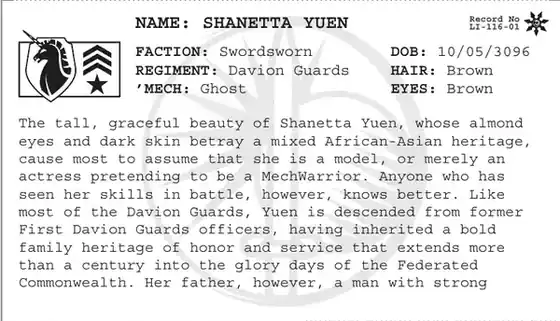 NAME: SHANETTA YUEN
Record No
LI-116-01
FACTION: Swordsworn
DOB: 10/05/3096
REGIMENT: Davion Guards
HAIR: Brown
’MECH: Ghost
EYES: Brown
The tall, graceful beauty of Shanetta Yuen, whose almond
eyes and dark skin betray a mixed African-Asian heritage,
cause most to assume that she is a model, or merely an
actress pretending to be a MechWarrior. Anyone who has
seen her skills in battle, however, knows better. Like
most of the Davion Guards, Yuen is descended from former
First Davion Guards officers, having inherited a bold
family heritage of honor and service that extends more
than a century into the glory days of the Federated
Commonwealth. Her father, however, a man with strong